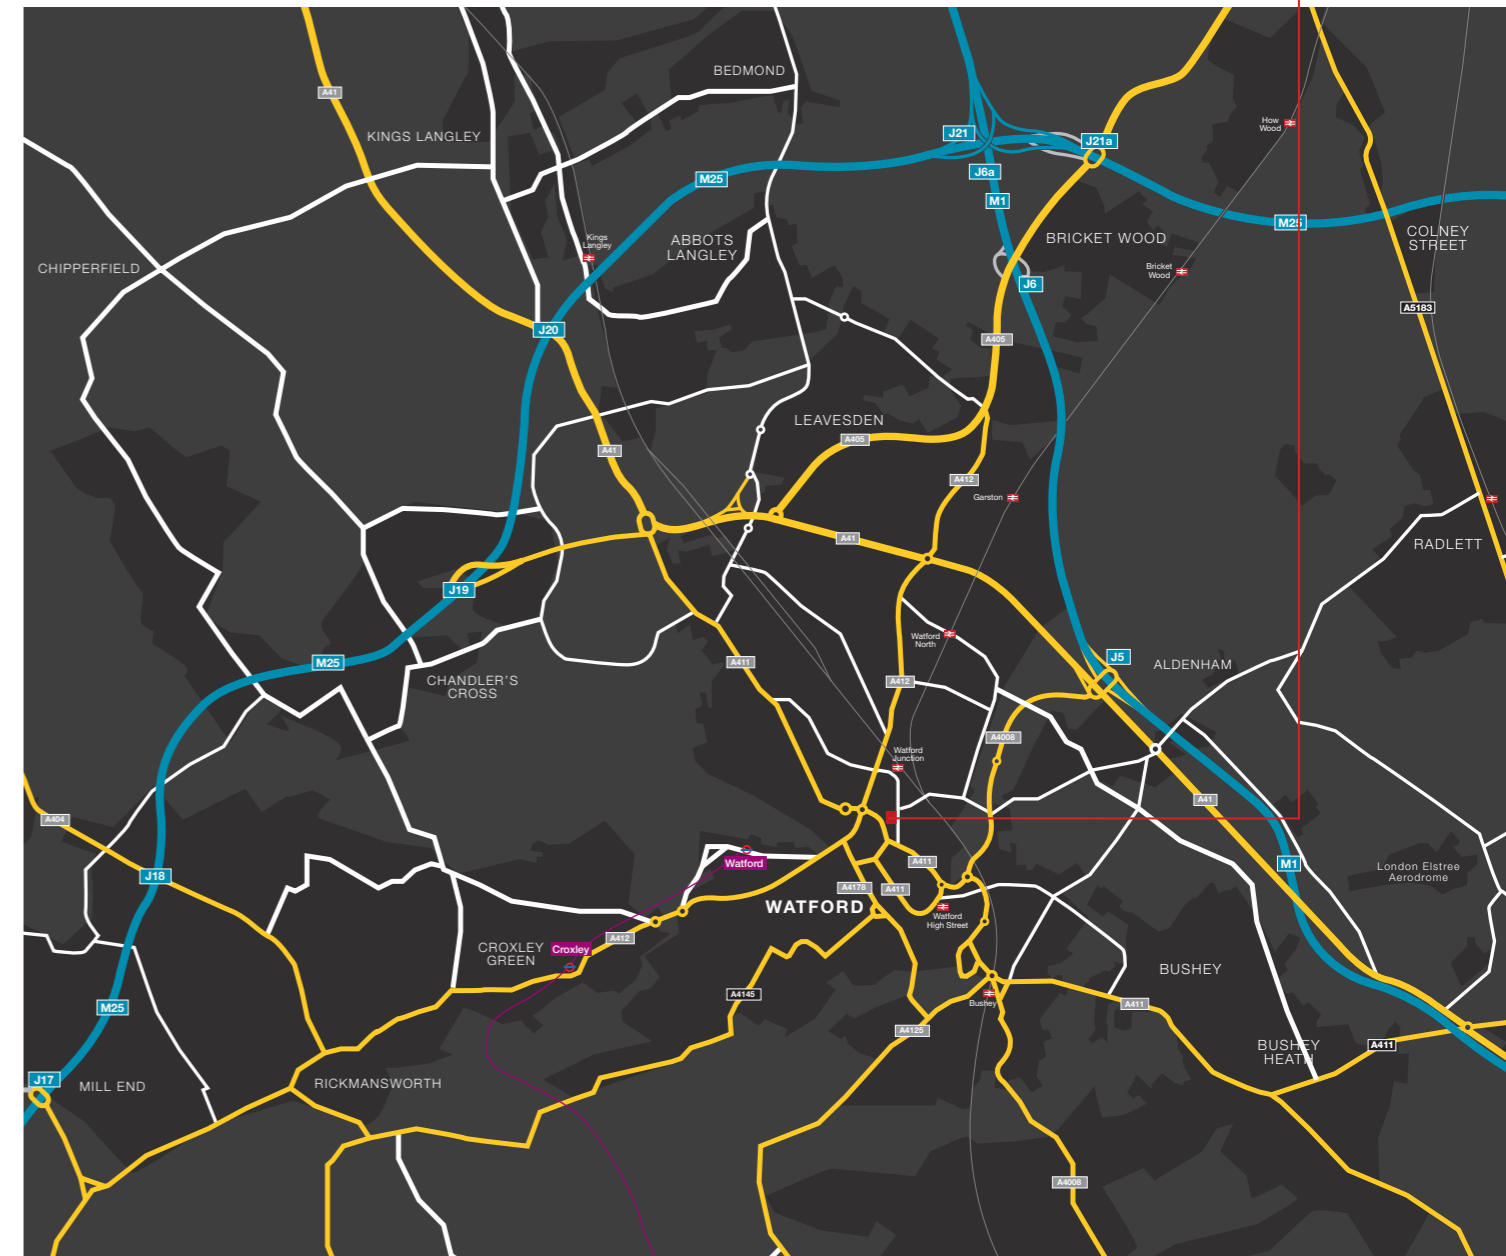 BEDMOND
A41
How
Wood
KINGS LANGLEY
J21
J21a
J6a
M25
M1
M25
Kings
Langley
ABBOTS
LANGLEY
BRICKET WOOD
COLNEY
STREET
CHIPPERFIELD
Bricket
Wood
J6
A5183
J20
A405
LEAVESDEN
A405
A41
A412
Garston
A41
RADLETT
J19
Watford
North
M25
A411
J5
ALDENHAM
CHANDLER'S
CROSS
A412
A4008
Watford
Junction
A41
A404
Watford
A411
M1
London Elstree
Aerodrome
J18
A4178
A411
WATFORD
Watford
High Street
A412
CROXLEY
GREEN
Croxley
BUSHEY
A4145
Bushey
A411
M25
A4125
BUSHEY
HEATH
A411
J17
MILL END
RICKMANSWORTH
A4008